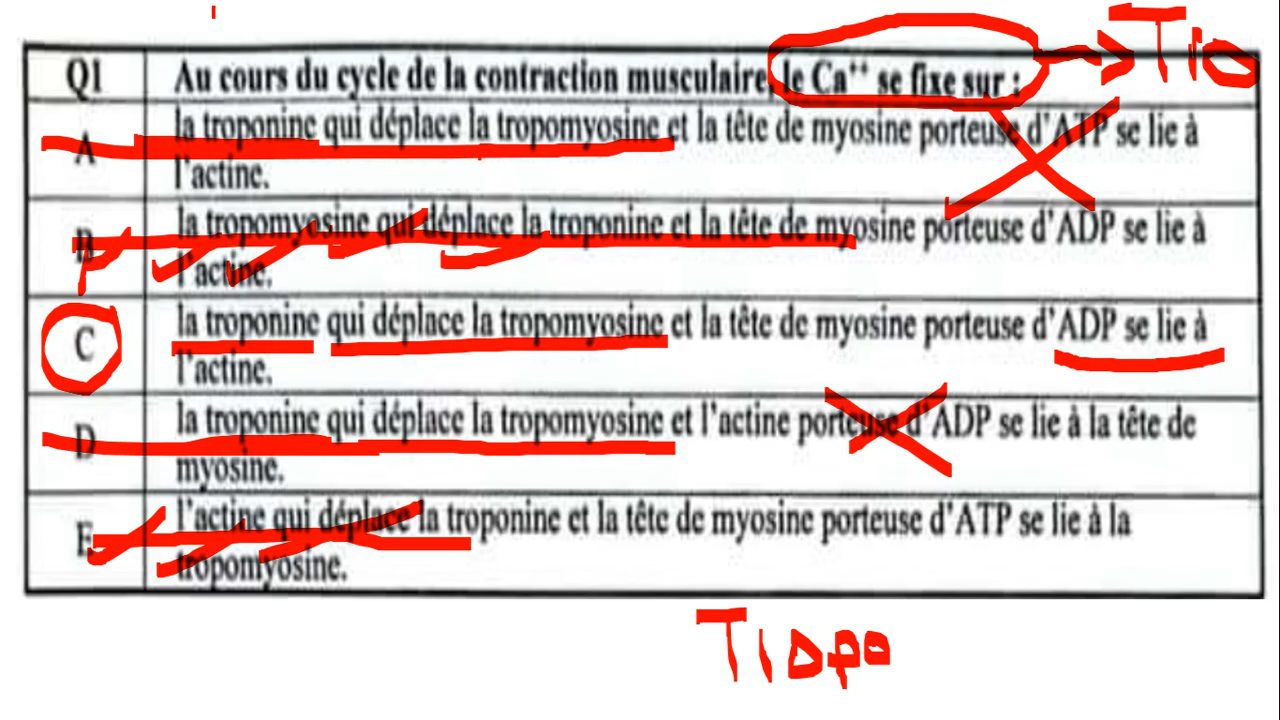 Tro
Q1 Au cours du cycle de la contraction musculaire, le Ca++ se fixe sur :
A la troponine qui déplace la tropomyosine et la tête de myosine porteuse d'ATP se lie à
l'actine.
B la tropomyosine qui déplace la troponine et la tête de myosine porteuse d'ADP se lie à
l'actine.
C la troponine qui déplace la tropomyosine et la tête de myosine porteuse d'ADP se lie à
l'actine.
D la troponine qui déplace la tropomyosine et l'actine porteuse d'ADP se lie à la tête de
myosine.
E l'actine qui déplace la troponine et la tête de myosine porteuse d'ATP se lie à la
tropomyosine.
Tropo